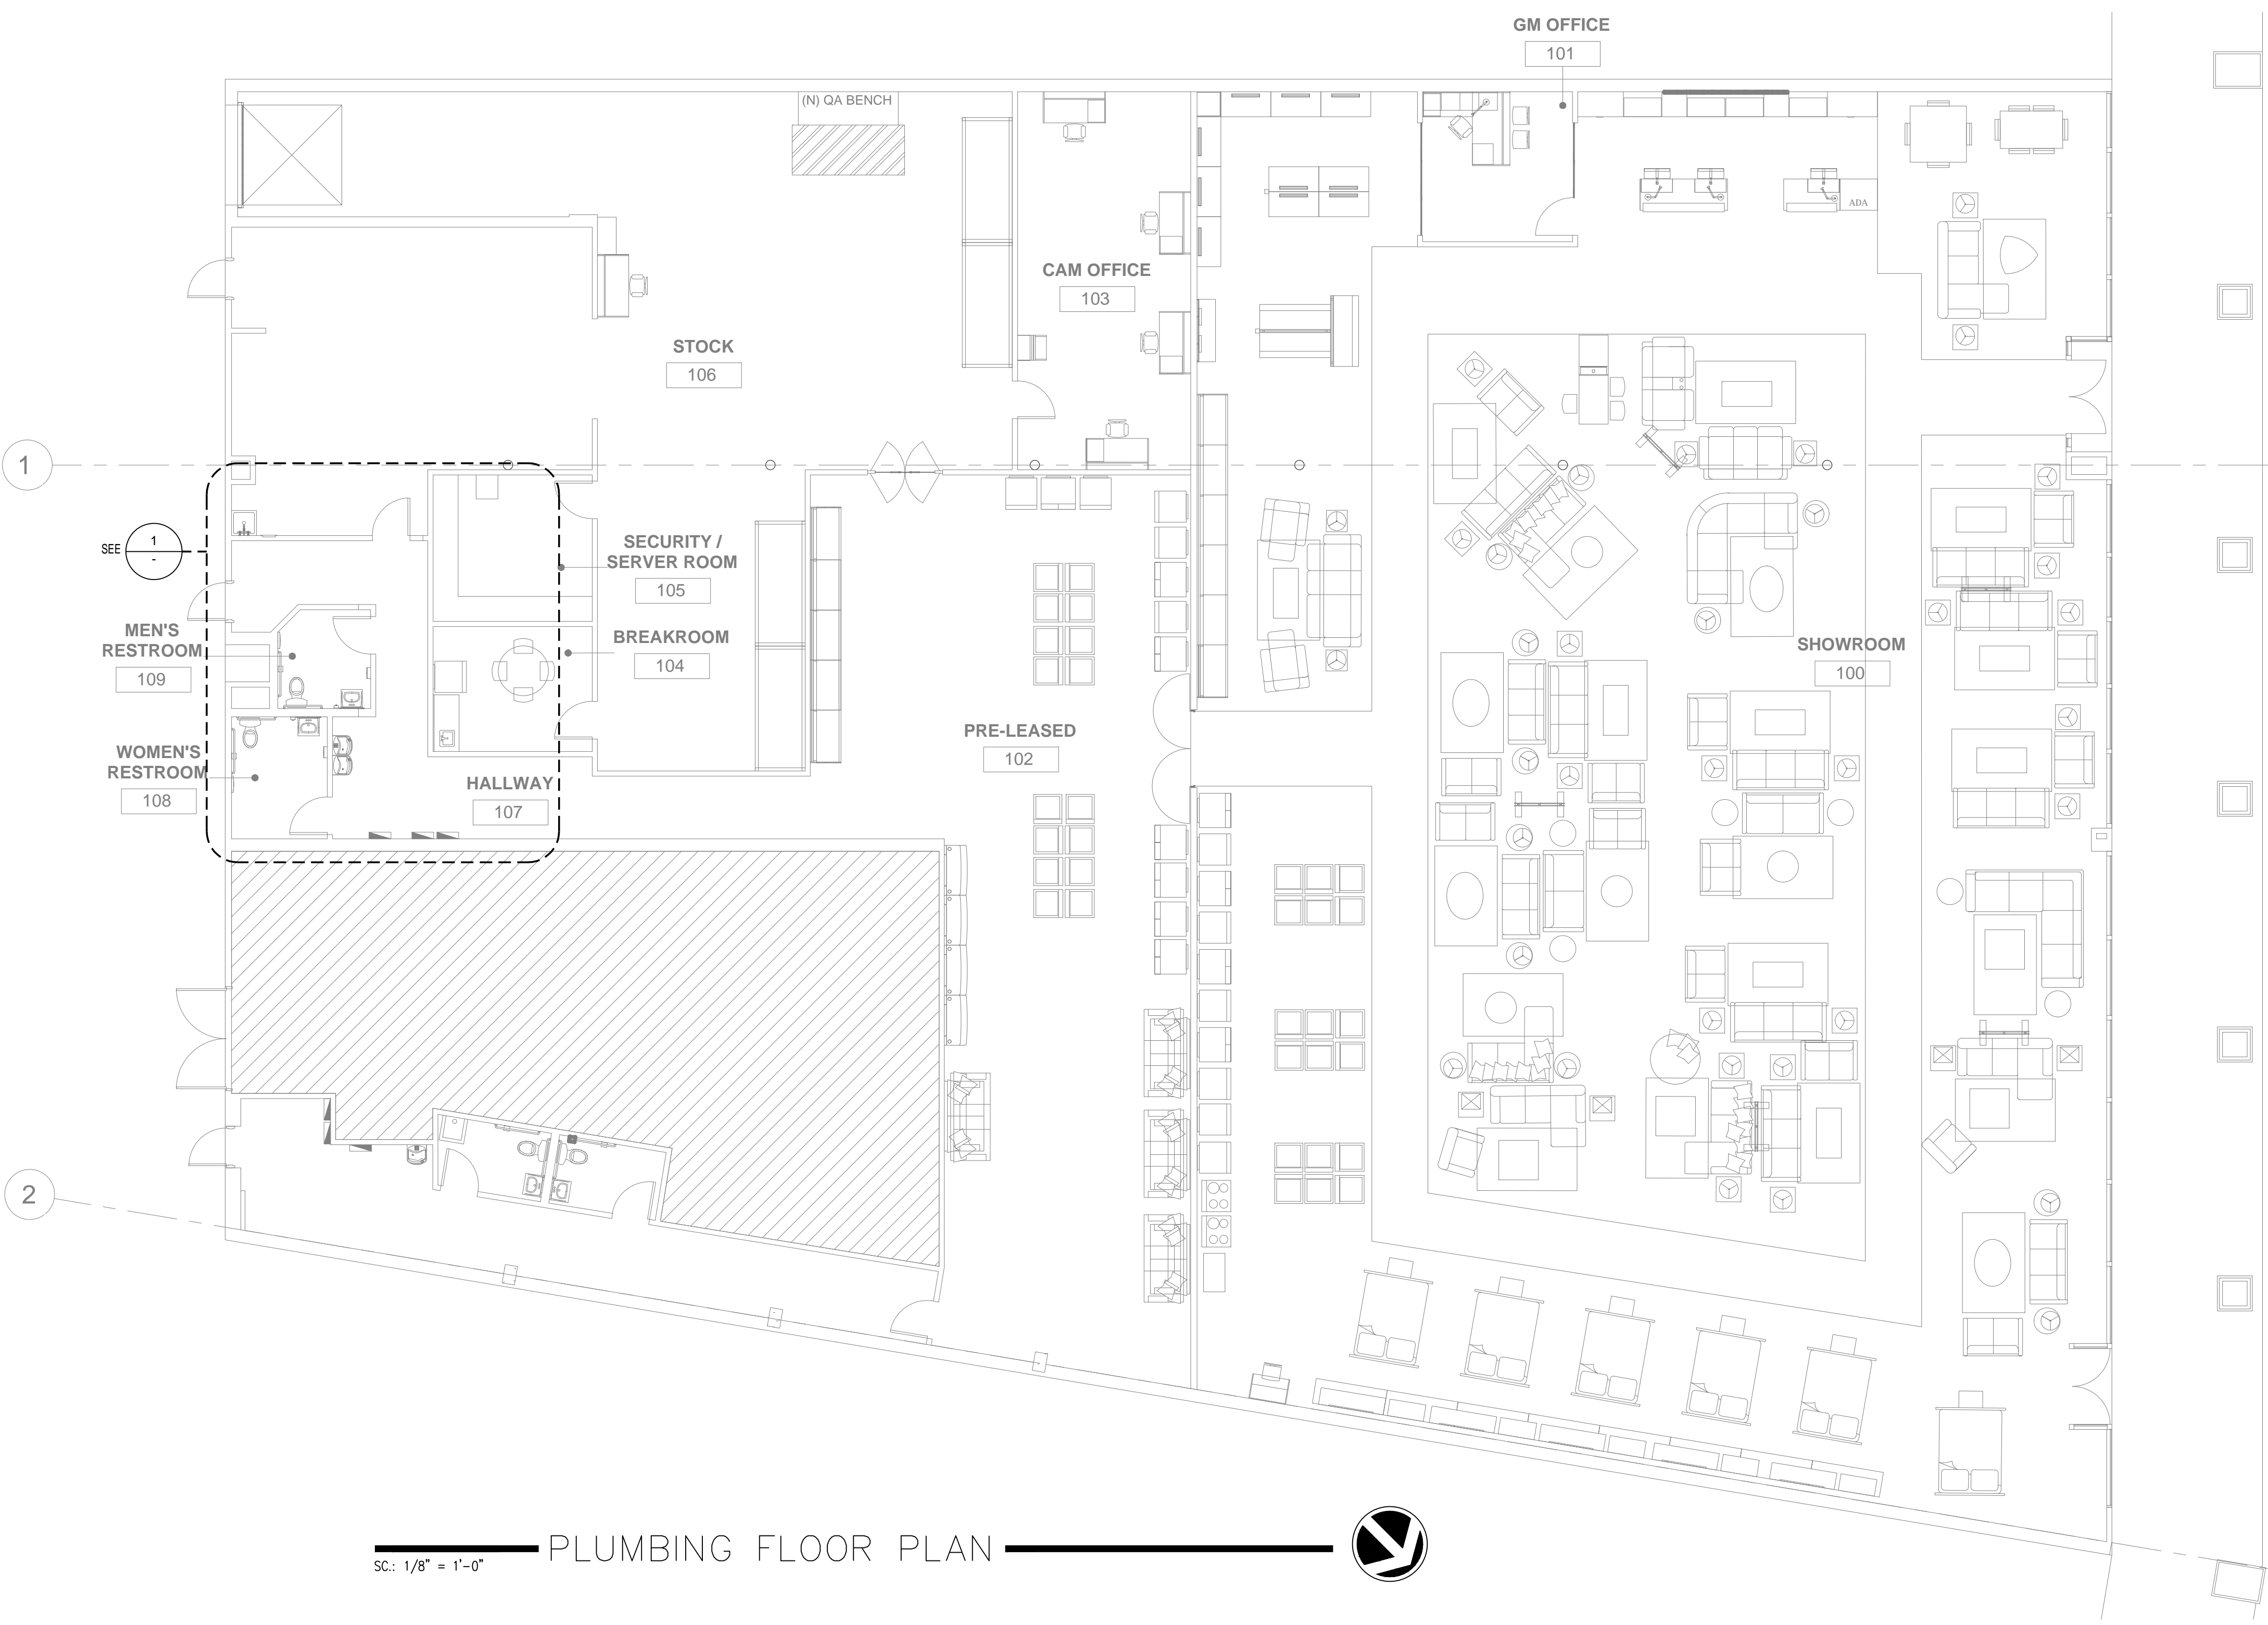 GM OFFICE
101
(N) QA BENCH
ADA
CAM OFFICE
103
STOCK
106
1
SEE
1
-
SECURITY /
SERVER ROOM
105
MEN'S
RESTROOM
109
BREAKROOM
104
SHOWROOM
100
PRE-LEASED
102
WOMEN'S
RESTROOM
108
HALLWAY
107
2
PLUMBING FLOOR PLAN
SC.: 1/8" = 1'-0"